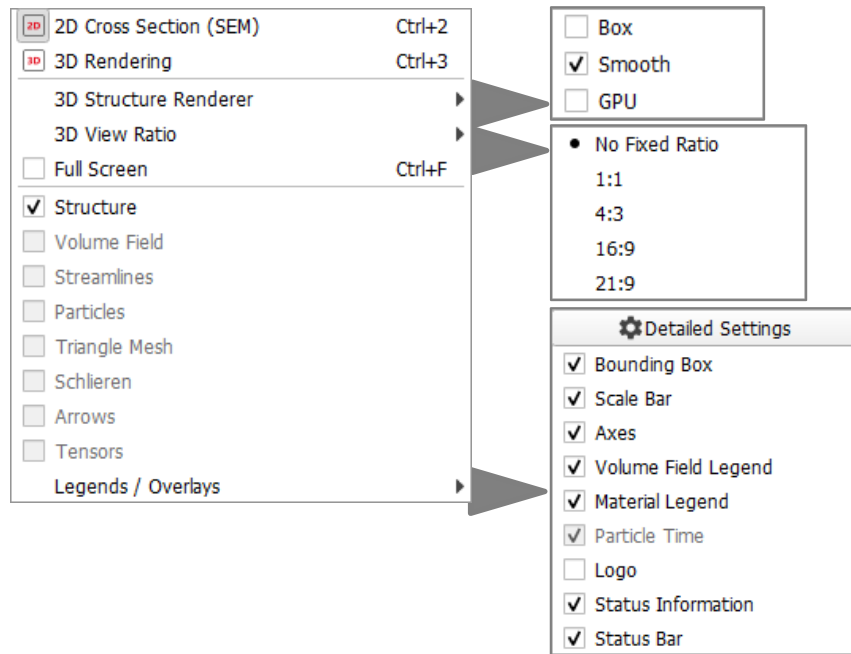 2D 2D Cross Section (SEM) Ctrl+2
3D 3D Rendering Ctrl+3
3D Structure Renderer
3D View Ratio
Full Screen Ctrl+F
Structure
Volume Field
Streamlines
Particles
Triangle Mesh
Schlieren
Arrows
Tensors
Legends / Overlays
Box
Smooth
GPU
No Fixed Ratio
1:1
4:3
16:9
21:9
Detailed Settings
Bounding Box
Scale Bar
Axes
Volume Field Legend
Material Legend
Particle Time
Logo
Status Information
Status Bar